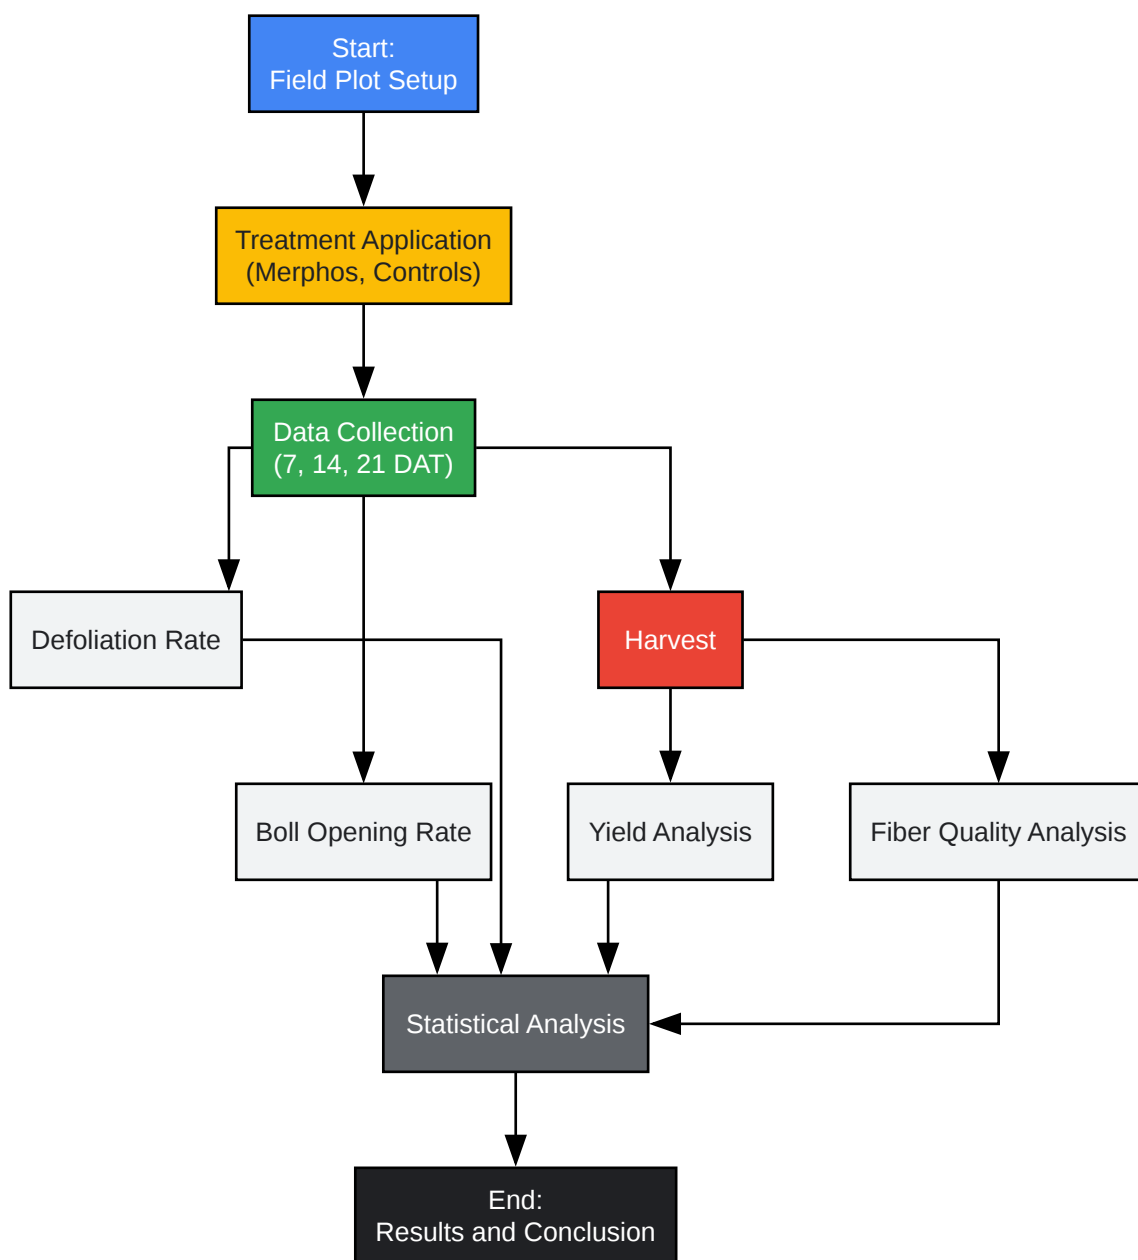 Start:
Field Plot Setup
Treatment Application
(Merphos, Controls)
Data Collection
(7, 14, 21 DAT)
Defoliation Rate
Harvest
Boll Opening Rate
Yield Analysis
Fiber Quality Analysis
Statistical Analysis
End:
Results and Conclusion